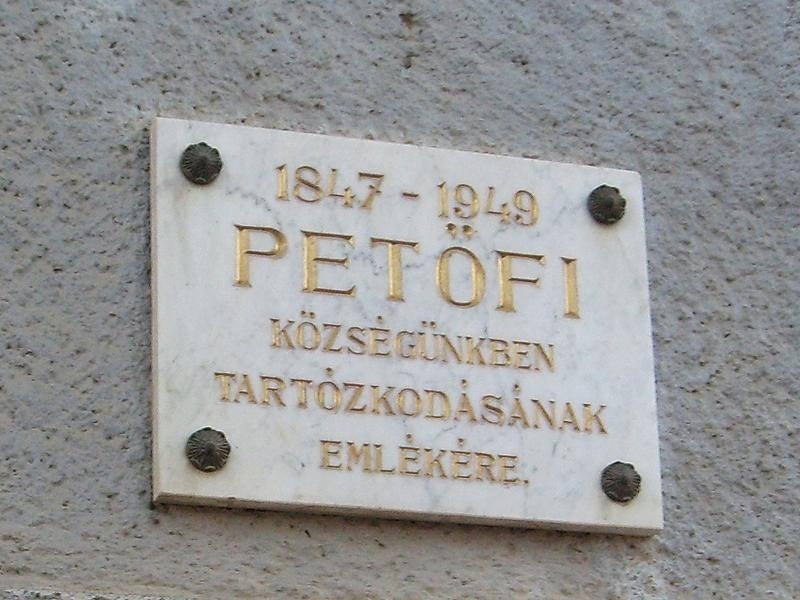 1847 - 1949
PETŐFI
KÖZSÉGÜNKBEN
TARTÓZKODÁSÁNAK
EMLÉKÉRE.